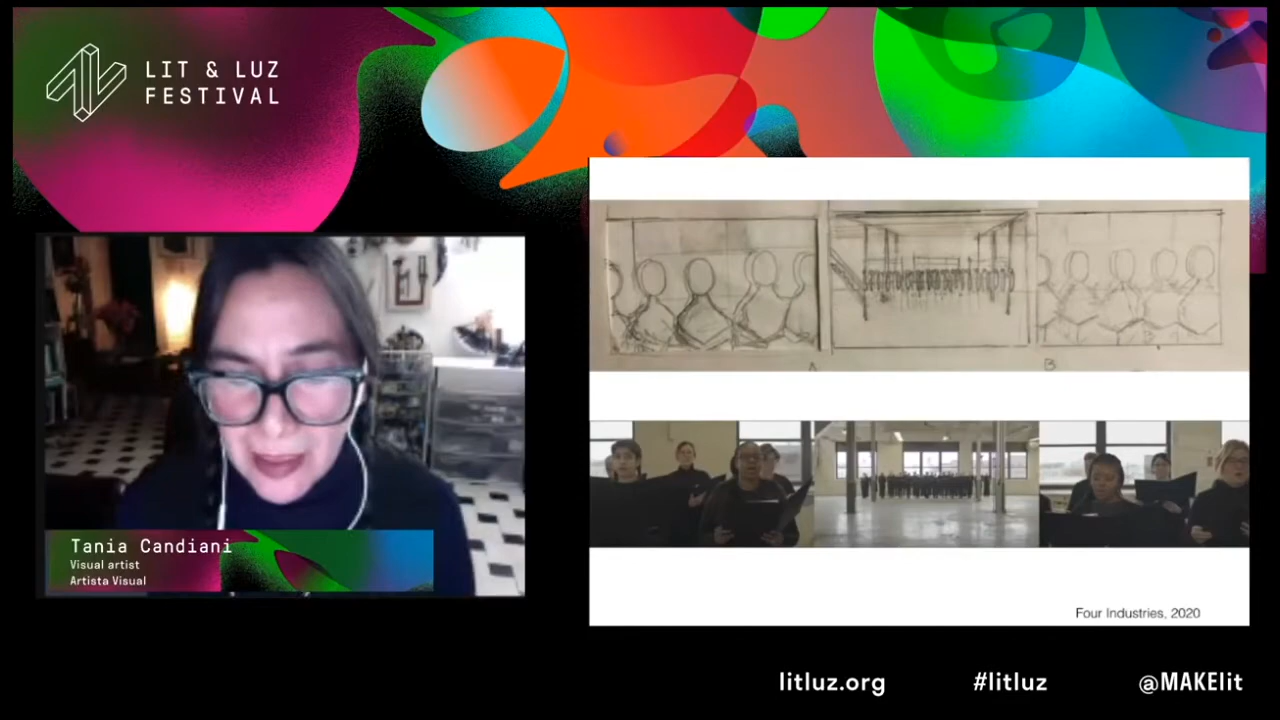 LIT & LUZ
FESTIVAL
A
B
Tania Candiani
Visual artist
Artista Visual
Four Industries, 2020
litluz.org
#litluz
@MAKElit